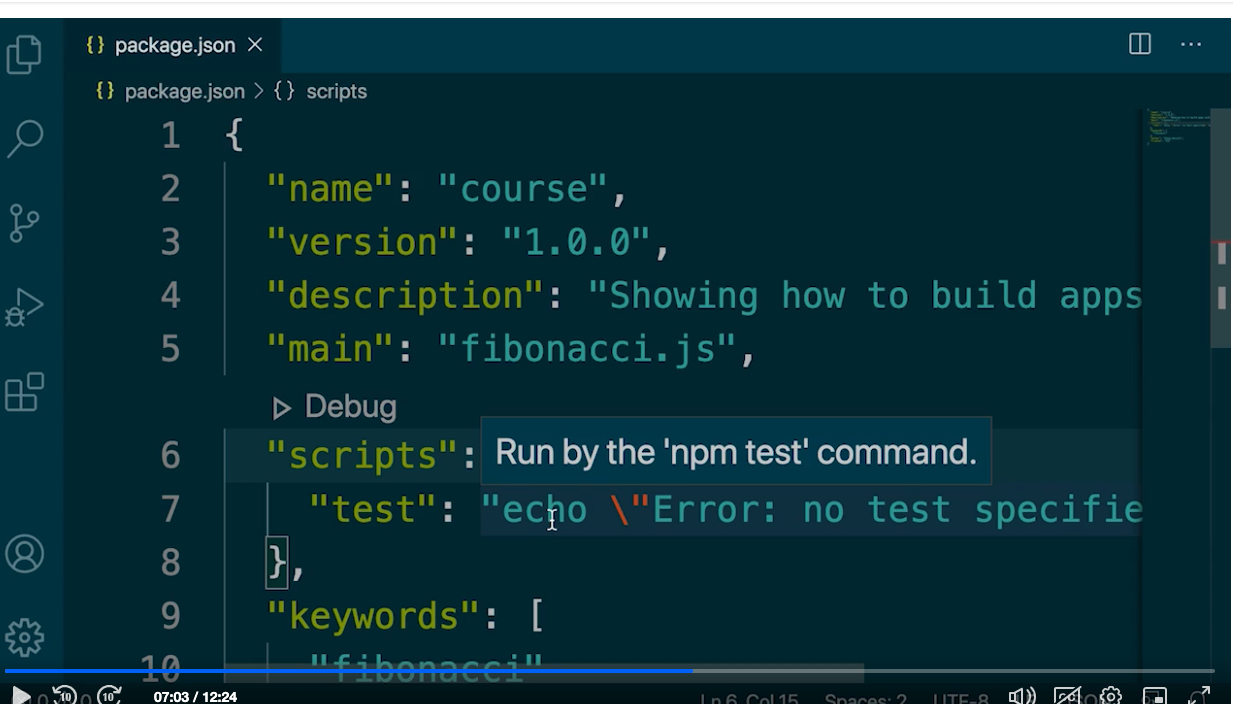 {} package.json ×
{} package.json > {} scripts
1 {
2 "name": "course",
3 "version": "1.0.0",
4 "description": "Showing how to build apps
5 "main": "fibonacci.js",
Debug
6 "scripts":
Run by the 'npm test' command.
7 "test": "echo \"Error: no test specifie
8 },
9 "keywords": [
10 "fibonacci"
10 10 07:03 / 12:24
Ln 6, Col 15 Spaces: 2 UTF-8